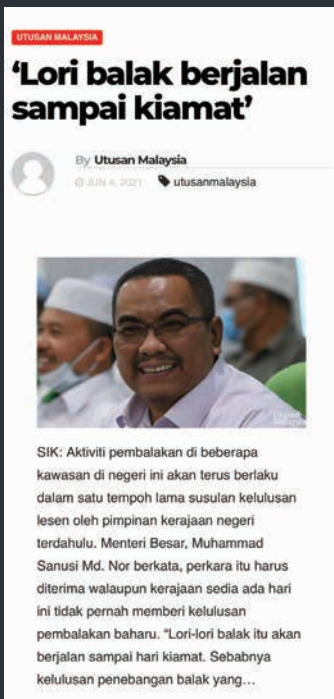 UTUSAN MALAYSIA
‘Lori balak berjalan
sampai kiamat’
By Utusan Malaysia
JUN 4, 2021 utusanmalaysia
SIK: Aktiviti pembalakan di beberapa
kawasan di negeri ini akan terus berlaku
dalam satu tempoh lama susulan kelulusan
lesen oleh pimpinan kerajaan negeri
terdahulu. Menteri Besar, Muhammad
Sanusi Md. Nor berkata, perkara itu harus
diterima walaupun kerajaan sedia ada hari
ini tidak pernah memberi kelulusan
pembalakan baharu. “Lori-lori balak itu akan
berjalan sampai hari kiamat. Sebabnya
kelulusan penebangan balak yang…